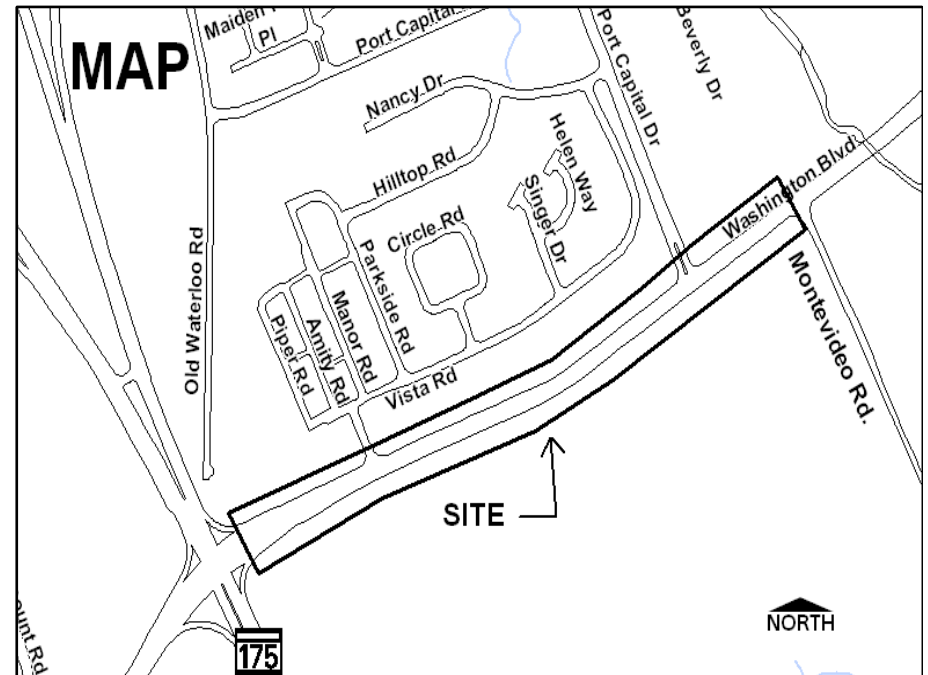 MAP
Maiden
Pl
Port Capital
Port Capital Dr
Beverly Dr
Nancy Dr
Hilltop Rd
Helen Way
Singer Dr
Circle Rd
Washington Blvd
Old Waterloo Rd
Parkside Rd
Manor Rd
Amity Rd
Piper Rd
Vista Rd
Montevideo Rd.
SITE
NORTH
175
Rd